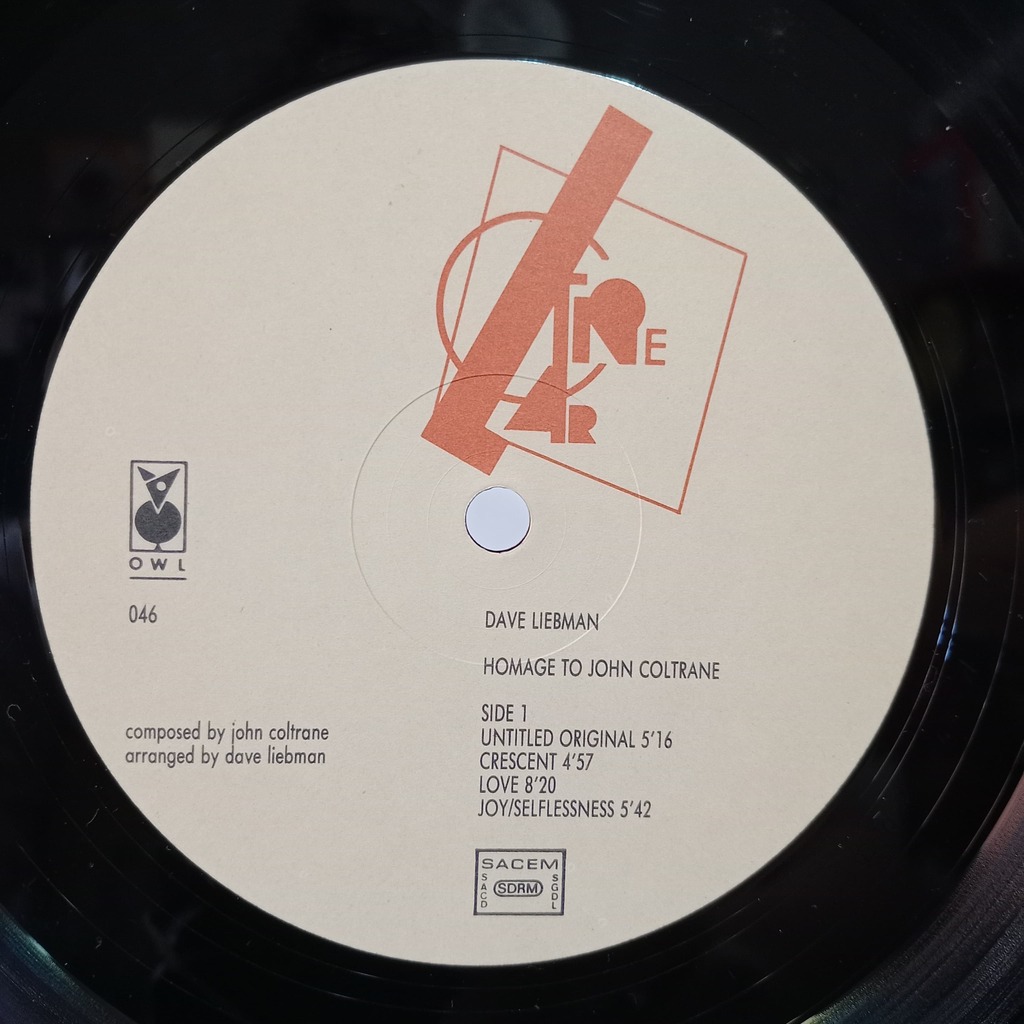 OWL
046
composed by john coltrane
arranged by dave liebman
DAVE LIEBMAN
HOMAGE TO JOHN COLTRANE
SIDE 1
UNTITLED ORIGINAL 5'16
CRESCENT 4'57
LOVE 8'20
JOY/SELFLESSNESS 5'42
SACEM
SACD
SDRM
SGDL